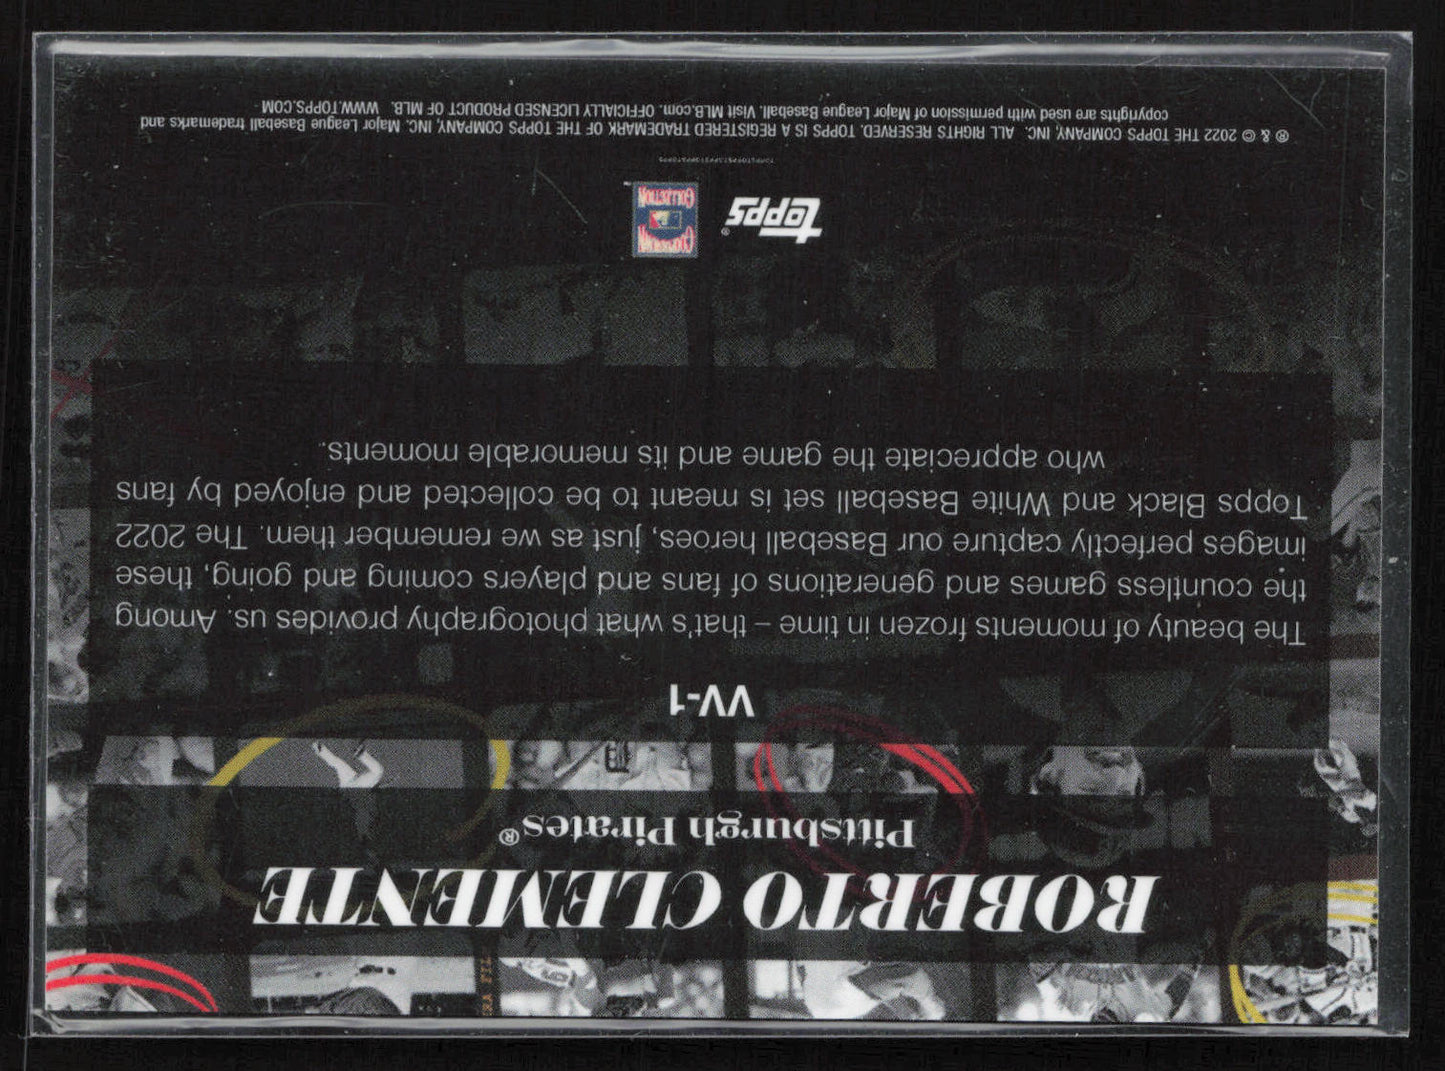 ROBERTO CLEMENTE
Pittsburgh Pirates®
VV-1
The beauty of moments frozen in time – that's what photography provides us. Among
the countless games and generations of fans and players coming and going, these
images perfectly capture our Baseball heroes, just as we remember them. The 2022
Topps Black and White Baseball set is meant to be collected and enjoyed by fans
who appreciate the game and its memorable moments.
topps®
COOPERSTOWN
COLLECTION
™
® & © 2022 THE TOPPS COMPANY, INC. ALL RIGHTS RESERVED. TOPPS IS A REGISTERED TRADEMARK OF THE TOPPS COMPANY, INC. Major League Baseball trademarks and
copyrights are used with permission of Major League Baseball. Visit MLB.com. OFFICIALLY LICENSED PRODUCT OF MLB. WWW.TOPPS.COM